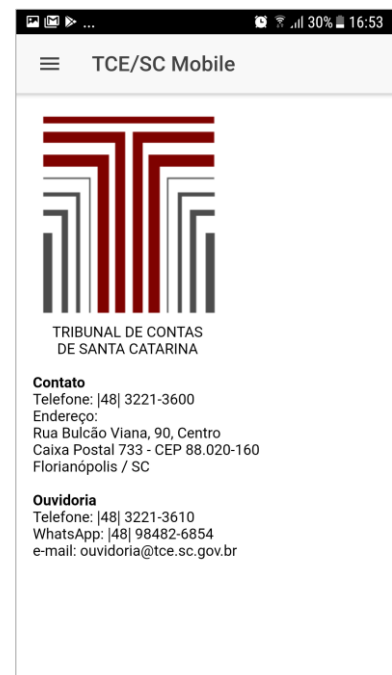 ... 30% 16:53
TCE/SC Mobile
TRIBUNAL DE CONTAS
DE SANTA CATARINA
Contato
Telefone: |48| 3221-3600
Endereço:
Rua Bulcão Viana, 90, Centro
Caixa Postal 733 - CEP 88.020-160
Florianópolis / SC
Ouvidoria
Telefone: |48| 3221-3610
WhatsApp: |48| 98482-6854
e-mail: ouvidoria@tce.sc.gov.br